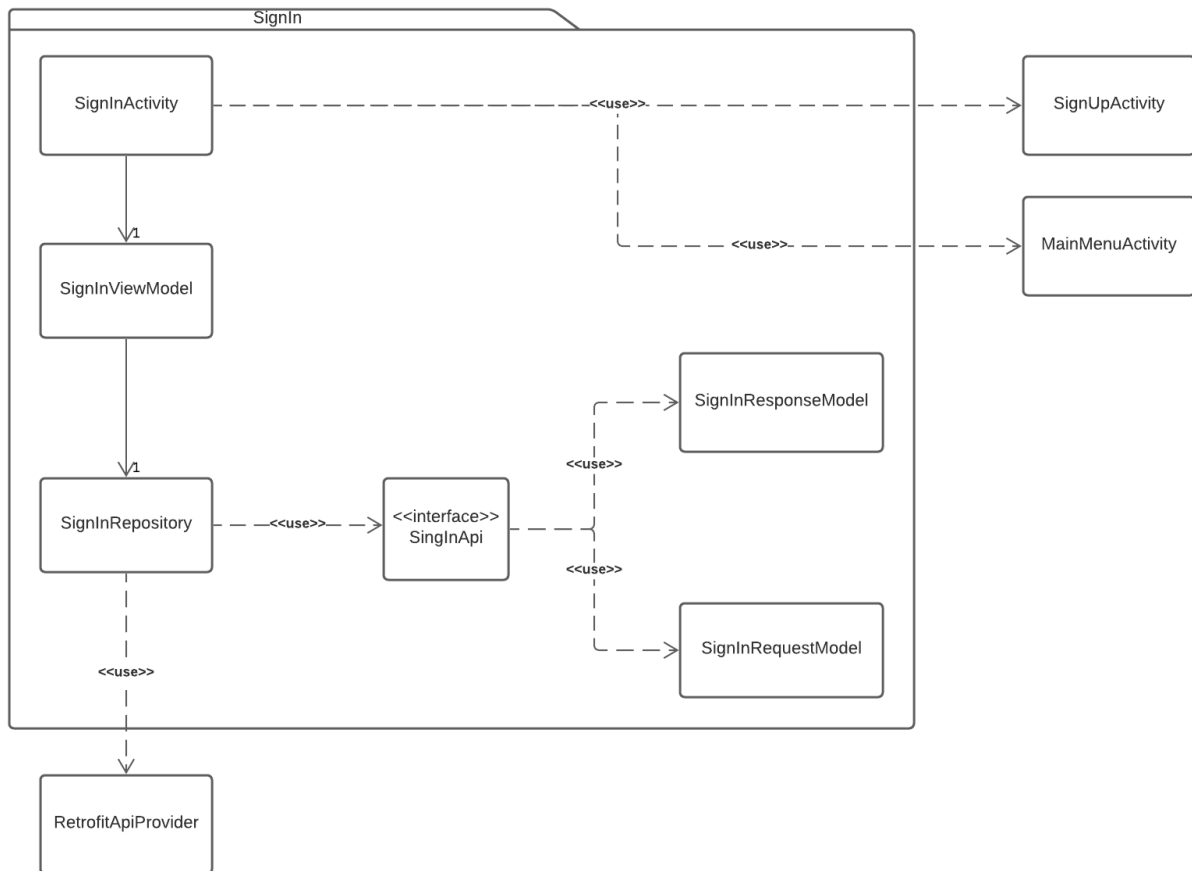 SignIn
SignInActivity
<<use>>
SignUpActivity
1
<<use>>
MainMenuActivity
SignInViewModel
SignInResponseModel
<<use>>
1
SignInRepository
<<use>>
<<interface>>
SingInApi
<<use>>
SignInRequestModel
<<use>>
RetrofitApiProvider